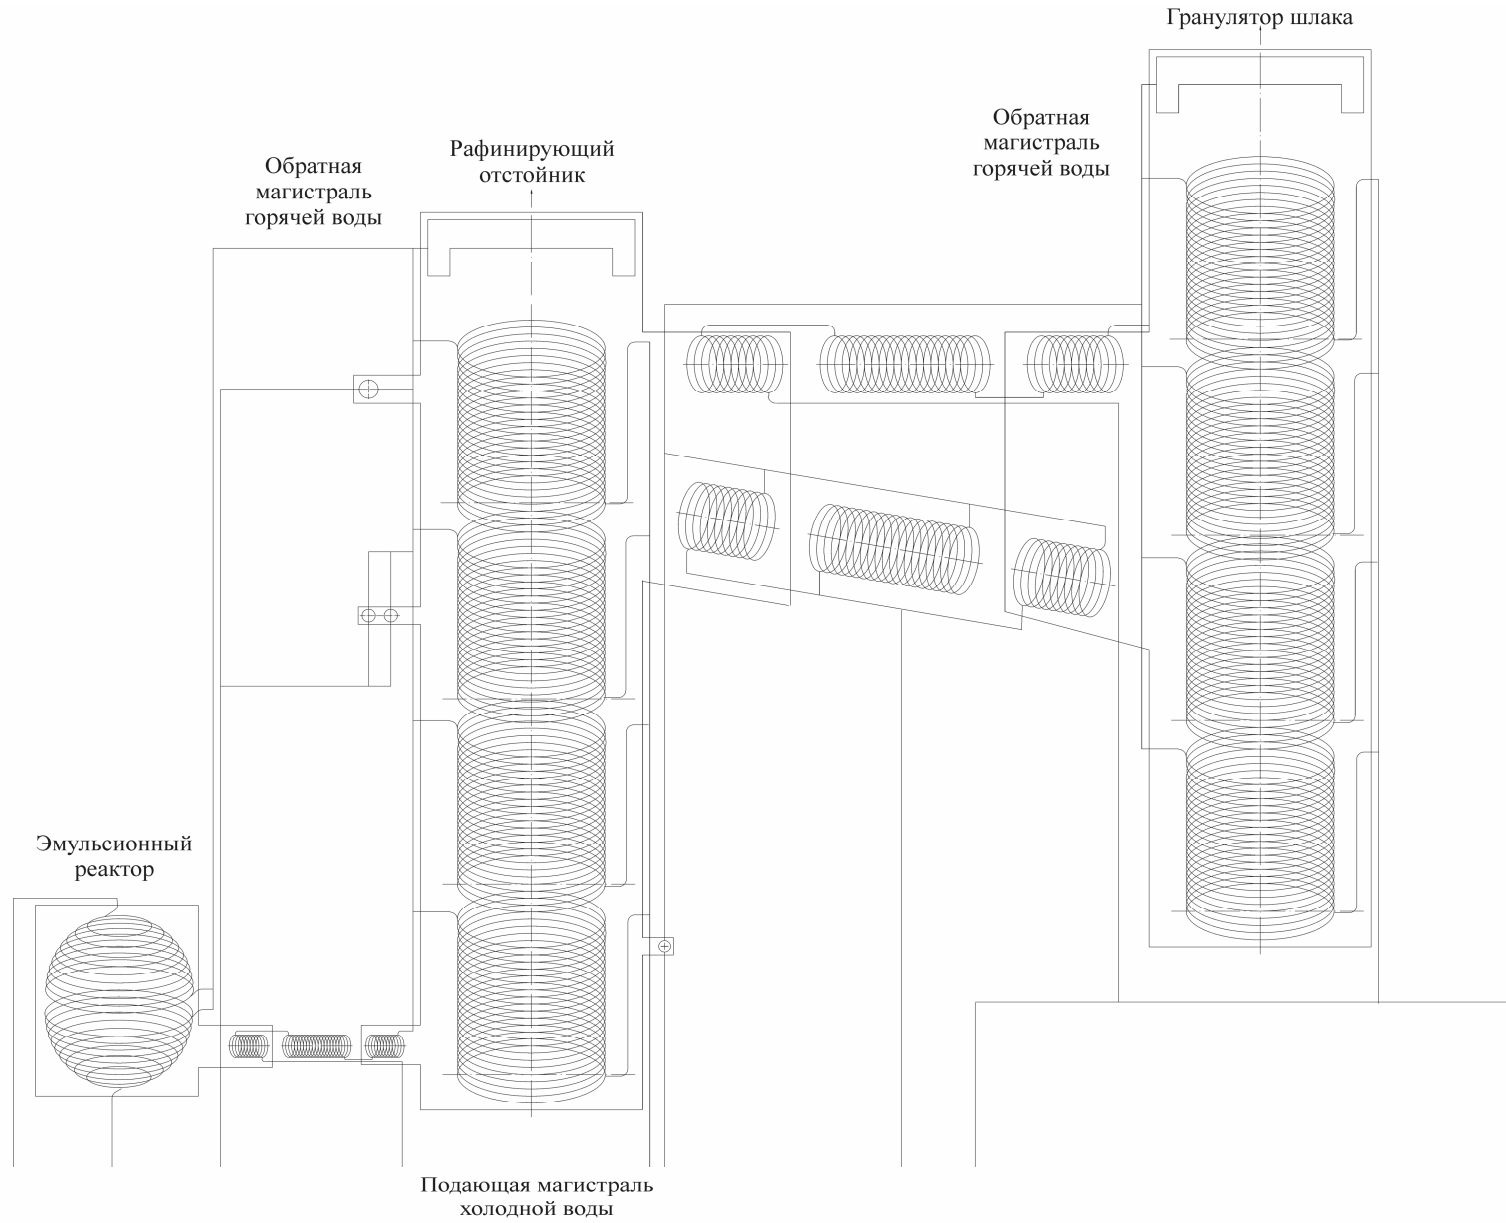 Гранулятор шлака
Обратная
магистраль
горячей воды
Рафинирующий
отстойник
Обратная
магистраль
горячей воды
Эмульсионный
реактор
Подающая магистраль
холодной воды